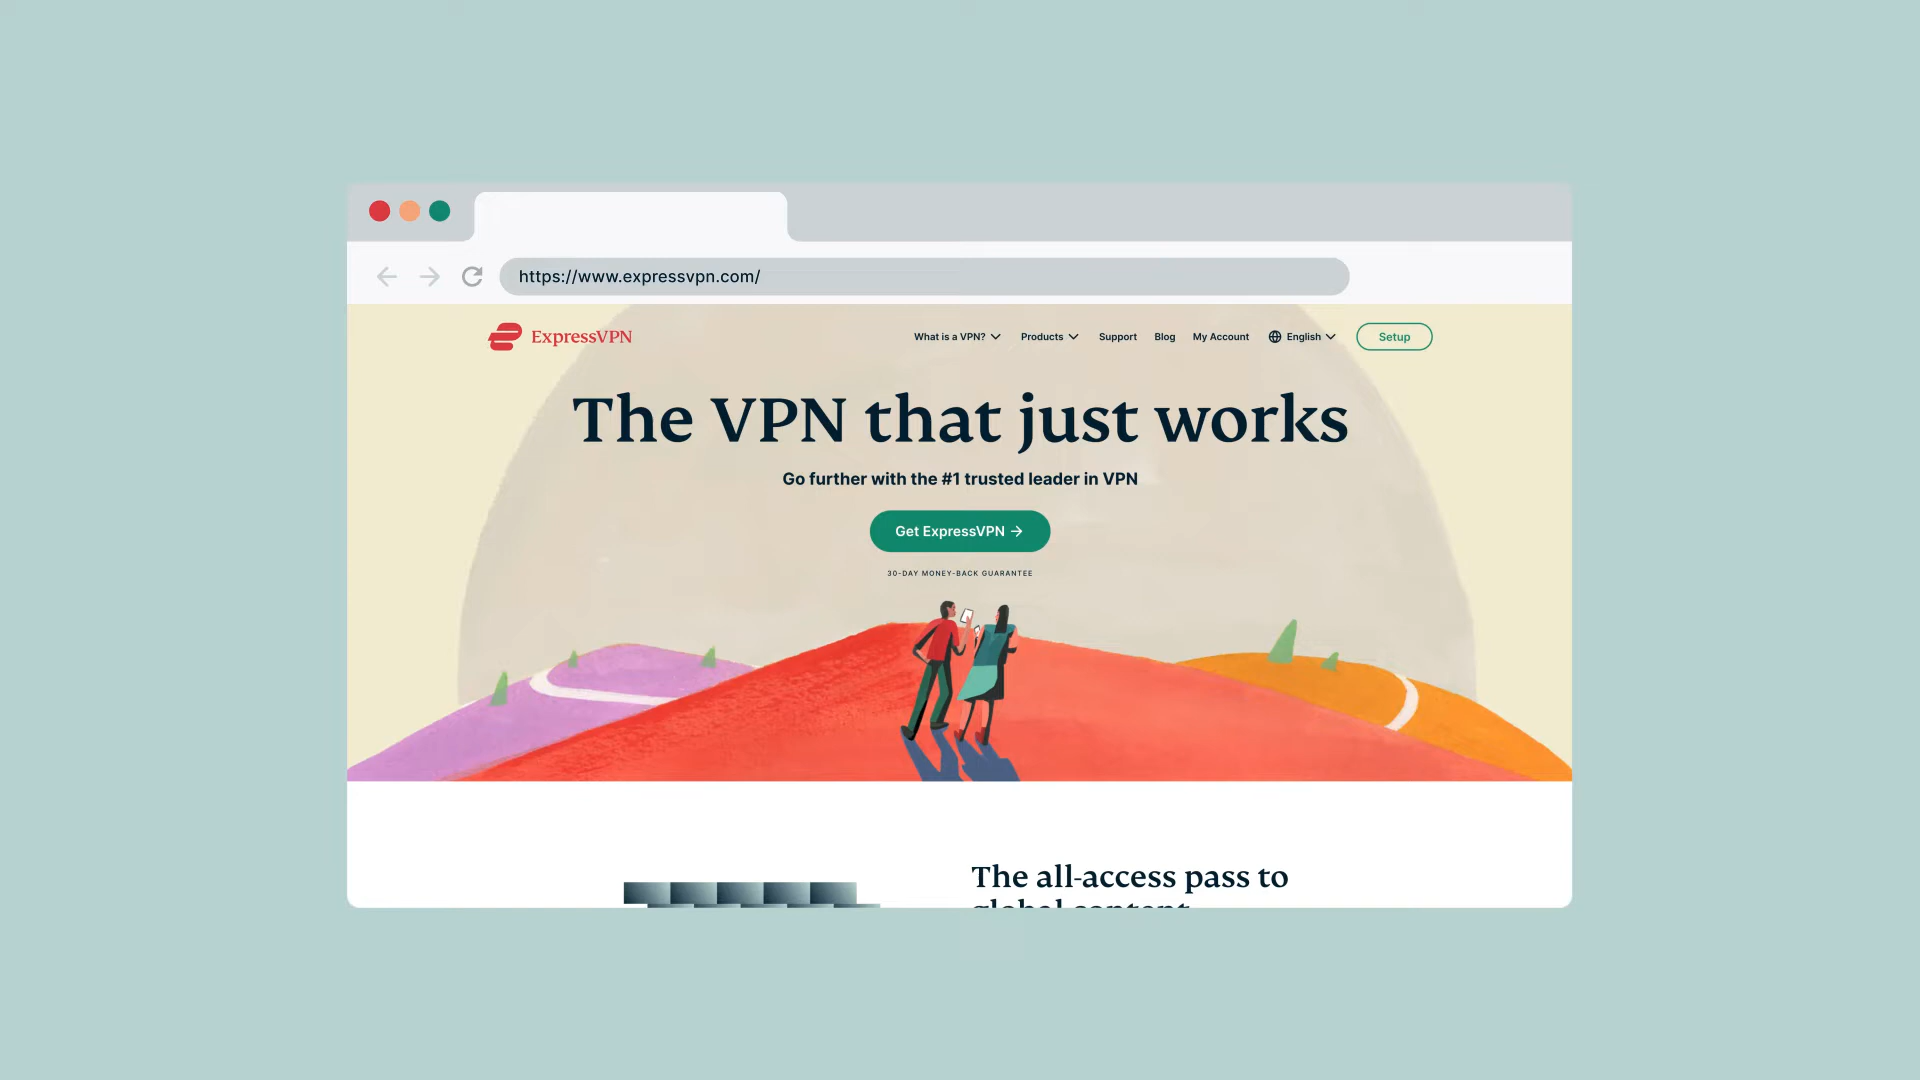 https://www.expressvpn.com/
ExpressVPN
What is a VPN?
Products
Support
Blog
My Account
English
Setup
The VPN that just works
Go further with the #1 trusted leader in VPN
Get ExpressVPN →
30-DAY MONEY-BACK GUARANTEE
The all-access pass to
global content